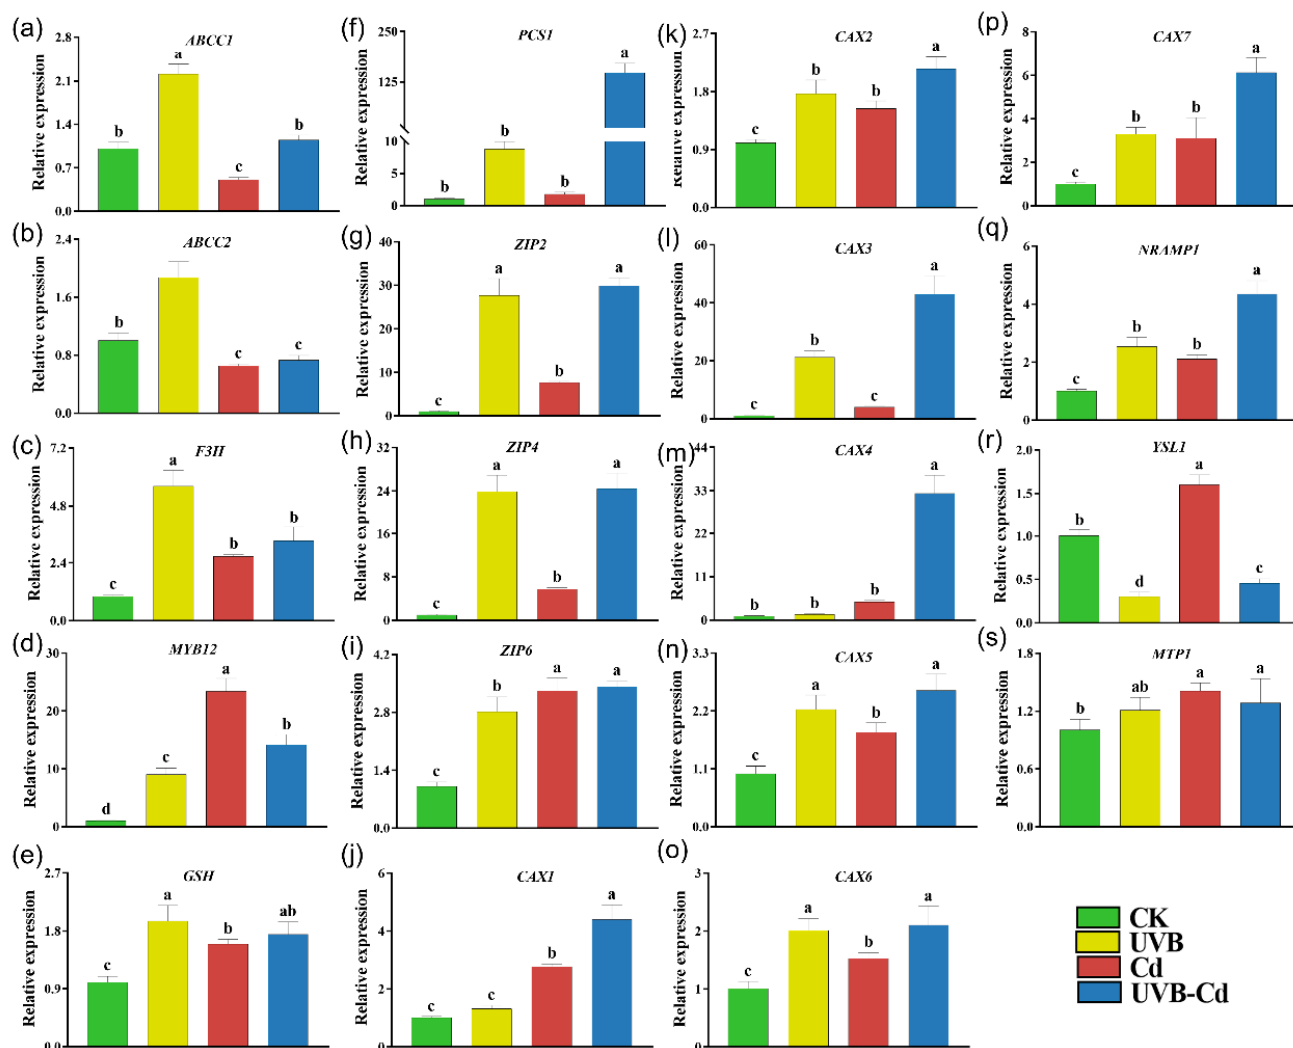 (a)
ABCC1
Relative expression
2.8
2.1
1.4
0.7
0.0
b
a
c
b
(b)
ABCC2
Relative expression
2.4
1.6
0.8
0.0
b
a
c
c
(c)
F3H
Relative expression
7.2
4.8
2.4
0.0
c
a
b
b
(d)
MYB12
Relative expression
30
20
10
0
d
c
a
b
(e)
GSH
Relative expression
2.7
1.8
0.9
0.0
c
a
b
ab
(f)
PCS1
Relative expression
250
125
10
5
0
b
b
b
a
(g)
ZIP2
Relative expression
40
30
20
10
0
c
a
b
a
(h)
ZIP4
Relative expression
32
24
16
8
0
c
a
b
a
(i)
ZIP6
Relative expression
4.2
2.8
1.4
0.0
c
b
a
a
(j)
CAX1
Relative expression
6
4
2
0
c
c
b
a
(k)
CAX2
Relative expression
2.7
1.8
0.9
0.0
c
b
b
a
(l)
CAX3
Relative expression
60
40
20
0
c
b
c
a
(m)
CAX4
Relative expression
44
33
22
11
0
b
b
b
a
(n)
CAX5
Relative expression
3.3
2.2
1.1
0.0
c
a
b
a
(o)
CAX6
Relative expression
3
2
1
0
c
a
b
a
(p)
CAX7
Relative expression
8
6
4
2
0
c
b
b
a
(q)
NRAMP1
Relative expression
6
4
2
0
c
b
b
a
(r)
YSL1
Relative expression
2.0
1.5
1.0
0.5
0.0
b
d
a
c
(s)
MTP1
Relative expression
1.8
1.2
0.6
0.0
b
ab
a
a
CK
UVB
Cd
UVB-Cd